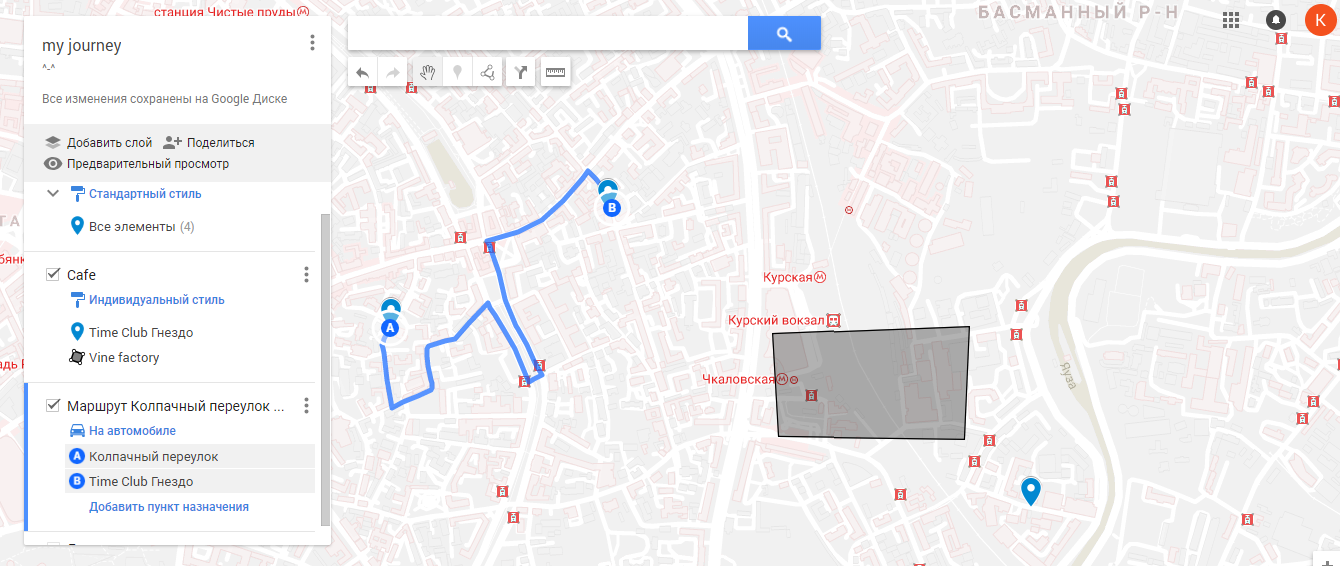 станция Чистые пруды
БАСМАННЫЙ Р-Н
K
my journey
^-^
Все изменения сохранены на Google Диске
Добавить слой
Поделиться
Предварительный просмотр
Стандартный стиль
Все элементы (4)
Cafe
Индивидуальный стиль
Time Club Гнездо
Vine factory
Маршрут Колпачный переулок ...
На автомобиле
A Колпачный переулок
B Time Club Гнездо
Добавить пункт назначения
B
A
Курская
Курский вокзал
Чкаловская
Яуза